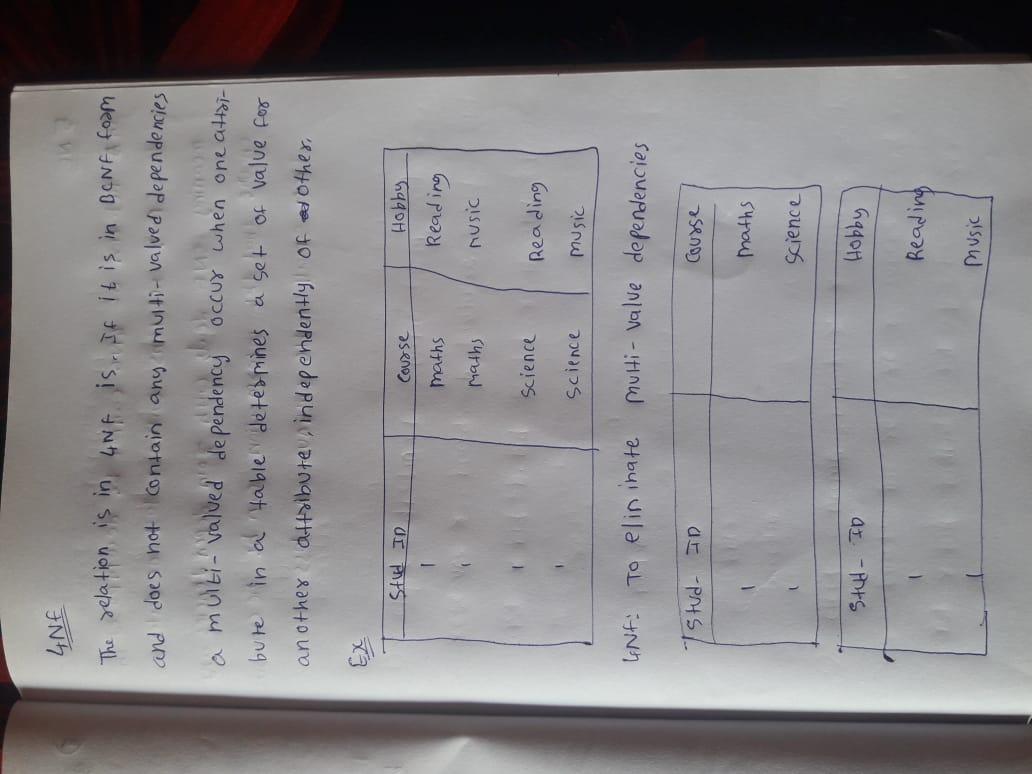 4NF
The relation is in 4NF is. If it is in BCNF form
and does not contain any multi-valued dependencies
a multi-valued dependency occur when one attri-
bute in a table determines a set of value for
another attribute, independently of other.
Ex
Stud ID Course Hobby
1 maths Reading
1 maths music
1 Science Reading
1 Science music
4NF: To eliminate multi-value dependencies
Stud-ID Course
1 maths
1 Science
Stud-ID Hobby
1 Reading
1 music